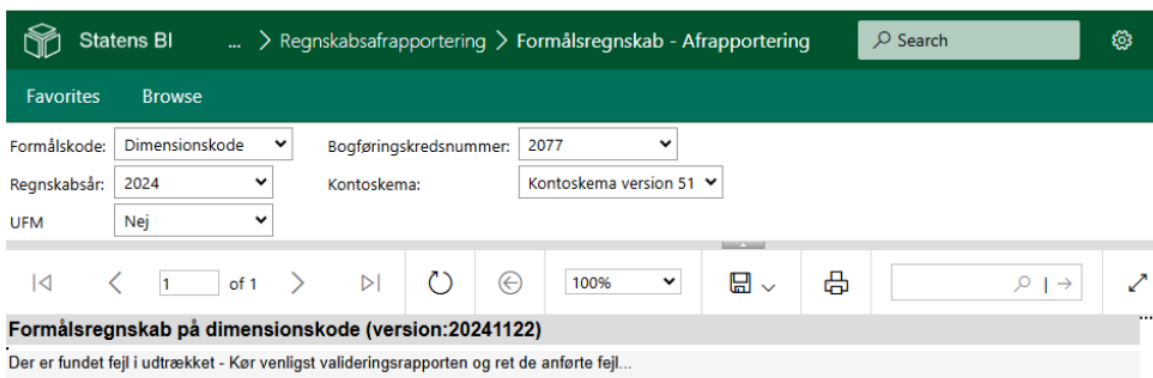 Statens BI ... > Regnskabsafrapportering > Formålsregnskab - Afrapportering Search
Favorites Browse
Formålskode: Dimensionskode Bogføringskredsnummer: 2077
Regnskabsår: 2024 Kontoskema: Kontoskema version 51
UFM Nej
1 of 1 100%
Formålsregnskab på dimensionskode (version:20241122)
Der er fundet fejl i udtrækket - Kør venligst valideringsrapporten og ret de anførte fejl...